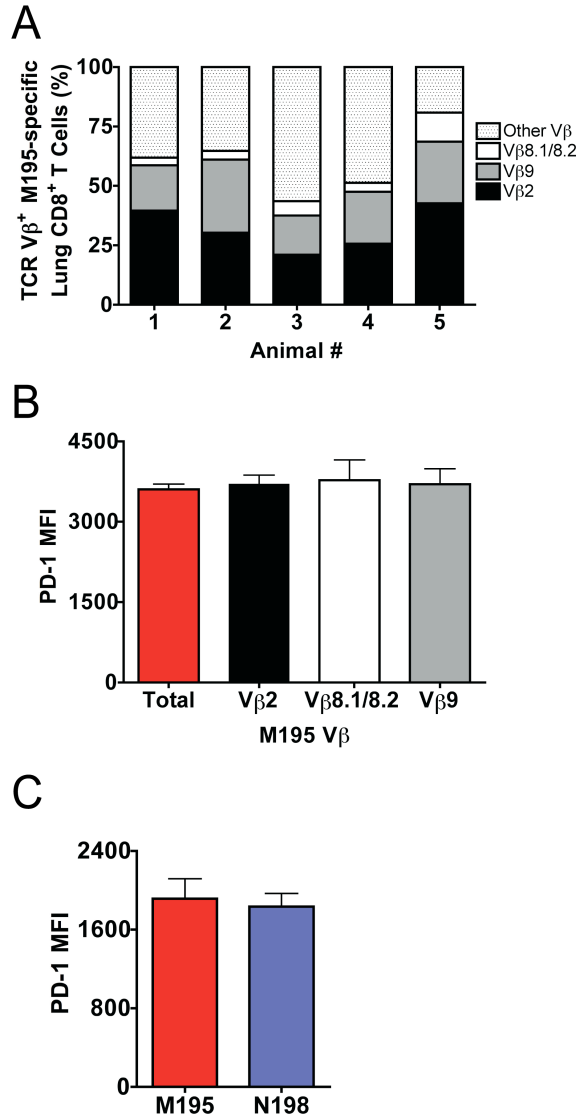 A
TCR Vβ⁺ M195-specific
Lung CD8⁺ T Cells (%)
100
75
50
25
0
1 2 3 4 5
Animal #
Other Vβ
Vβ8.1/8.2
Vβ9
Vβ2
B
PD-1 MFI
4500
3000
1500
0
Total Vβ2 Vβ8.1/8.2 Vβ9
M195 Vβ
C
PD-1 MFI
2400
1600
800
0
M195 N198